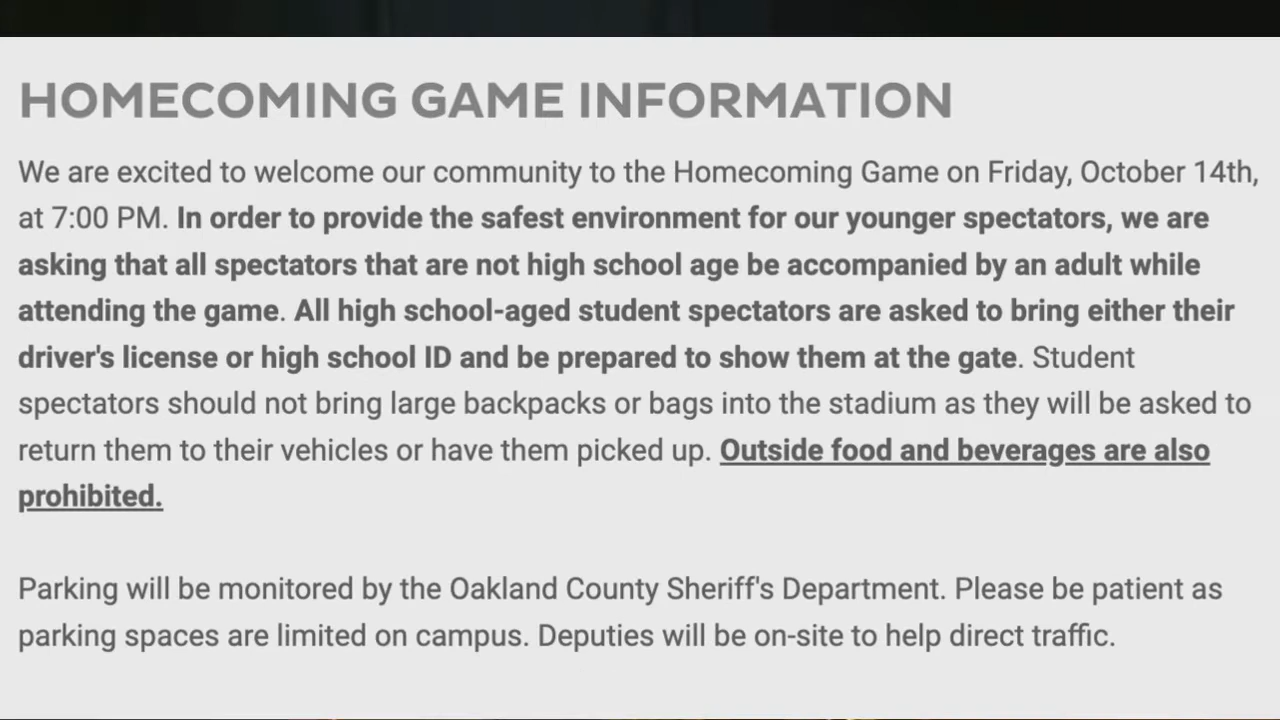 HOMECOMING GAME INFORMATION
We are excited to welcome our community to the Homecoming Game on Friday, October 14th,
at 7:00 PM. In order to provide the safest environment for our younger spectators, we are
asking that all spectators that are not high school age be accompanied by an adult while
attending the game. All high school-aged student spectators are asked to bring either their
driver's license or high school ID and be prepared to show them at the gate. Student
spectators should not bring large backpacks or bags into the stadium as they will be asked to
return them to their vehicles or have them picked up. Outside food and beverages are also
prohibited.
Parking will be monitored by the Oakland County Sheriff's Department. Please be patient as
parking spaces are limited on campus. Deputies will be on-site to help direct traffic.